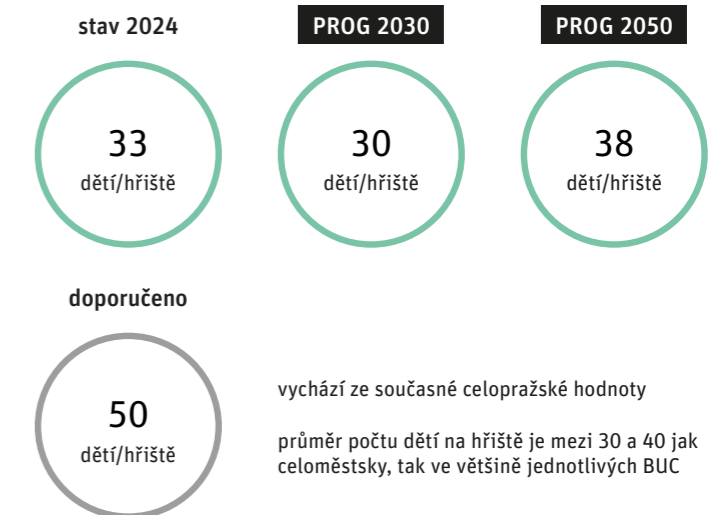 stav 2024
PROG 2030
PROG 2050
33
dětí/hřiště
30
dětí/hřiště
38
dětí/hřiště
doporučeno
50
dětí/hřiště
vychází ze současné celopražské hodnoty
průměr počtu dětí na hřiště je mezi 30 a 40 jak
celoměstsky, tak ve většině jednotlivých BUC